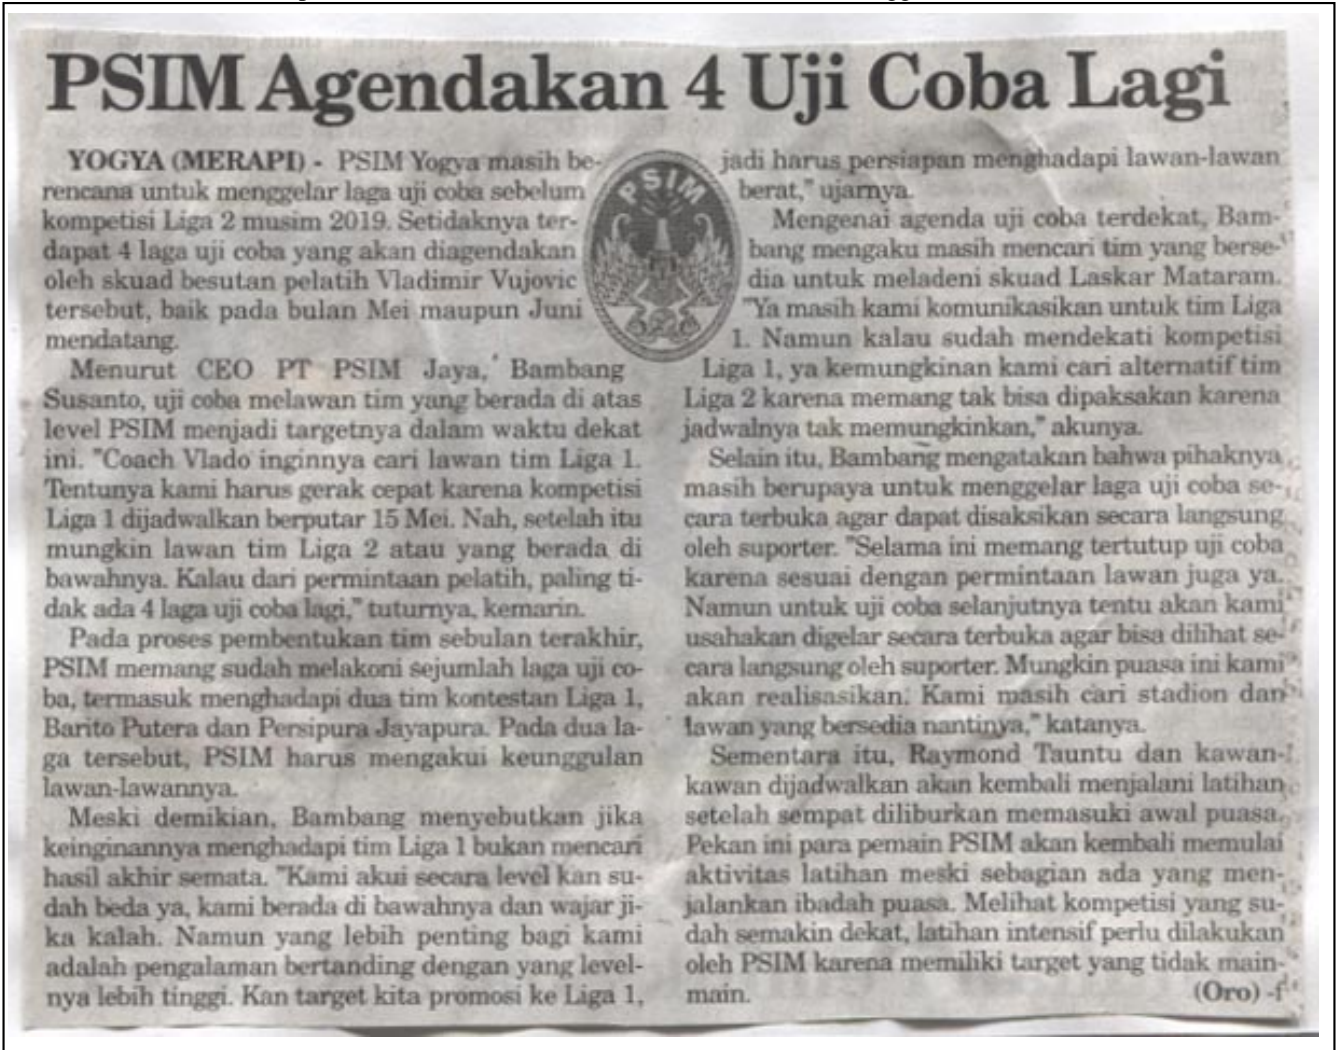 PSIM Agendakan 4 Uji Coba Lagi
YOGYA (MERAPI) - PSIM Yogya masih be-
rencana untuk menggelar laga uji coba sebelum
kompetisi Liga 2 musim 2019. Setidaknya ter-
dapat 4 laga uji coba yang akan diagendakan
oleh skuad besutan pelatih Vladimir Vujovic
tersebut, baik pada bulan Mei maupun Juni
mendatang.
Menurut CEO PT PSIM Jaya, Bambang
Susanto, uji coba melawan tim yang berada di atas
level PSIM menjadi targetnya dalam waktu dekat
ini. "Coach Vlado inginnya cari lawan tim Liga 1.
Tentunya kami harus gerak cepat karena kompetisi
Liga 1 dijadwalkan berputar 15 Mei. Nah, setelah itu
mungkin lawan tim Liga 2 atau yang berada di
bawahnya. Kalau dari permintaan pelatih, paling ti-
dak ada 4 laga uji coba lagi," tuturnya, kemarin.
Pada proses pembentukan tim sebulan terakhir,
PSIM memang sudah melakoni sejumlah laga uji co-
ba, termasuk menghadapi dua tim kontestan Liga 1,
Barito Putera dan Persipura Jayapura. Pada dua la-
ga tersebut, PSIM harus mengakui keunggulan
lawan-lawannya.
Meski demikian, Bambang menyebutkan jika
keinginannya menghadapi tim Liga 1 bukan mencari
hasil akhir semata. "Kami akui secara level kan su-
dah beda ya, kami berada di bawahnya dan wajar ji-
ka kalah. Namun yang lebih penting bagi kami
adalah pengalaman bertanding dengan yang level-
nya lebih tinggi. Kan target kita promosi ke Liga 1,
PSIM
jadi harus persiapan menghadapi lawan-lawan
berat," ujarnya.
Mengenai agenda uji coba terdekat, Bam-
bang mengaku masih mencari tim yang berse-
dia untuk meladeni skuad Laskar Mataram.
"Ya masih kami komunikasikan untuk tim Liga
1. Namun kalau sudah mendekati kompetisi
Liga 1, ya kemungkinan kami cari alternatif tim
Liga 2 karena memang tak bisa dipaksakan karena
jadwalnya tak memungkinkan," akunya.
Selain itu, Bambang mengatakan bahwa pihaknya
masih berupaya untuk menggelar laga uji coba se-
cara terbuka agar dapat disaksikan secara langsung
oleh suporter. "Selama ini memang tertutup uji coba
karena sesuai dengan permintaan lawan juga ya.
Namun untuk uji coba selanjutnya tentu akan kami
usahakan digelar secara terbuka agar bisa dilihat se-
cara langsung oleh suporter. Mungkin puasa ini kami
akan realisasikan. Kami masih cari stadion dan
lawan yang bersedia nantinya," katanya.
Sementara itu, Raymond Tauntu dan kawan-
kawan dijadwalkan akan kembali menjalani latihan
setelah sempat diliburkan memasuki awal puasa.
Pekan ini para pemain PSIM akan kembali memulai
aktivitas latihan meski sebagian ada yang men-
jalankan ibadah puasa. Melihat kompetisi yang su-
dah semakin dekat, latihan intensif perlu dilakukan
oleh PSIM karena memiliki target yang tidak main-
main. (Oro) -f